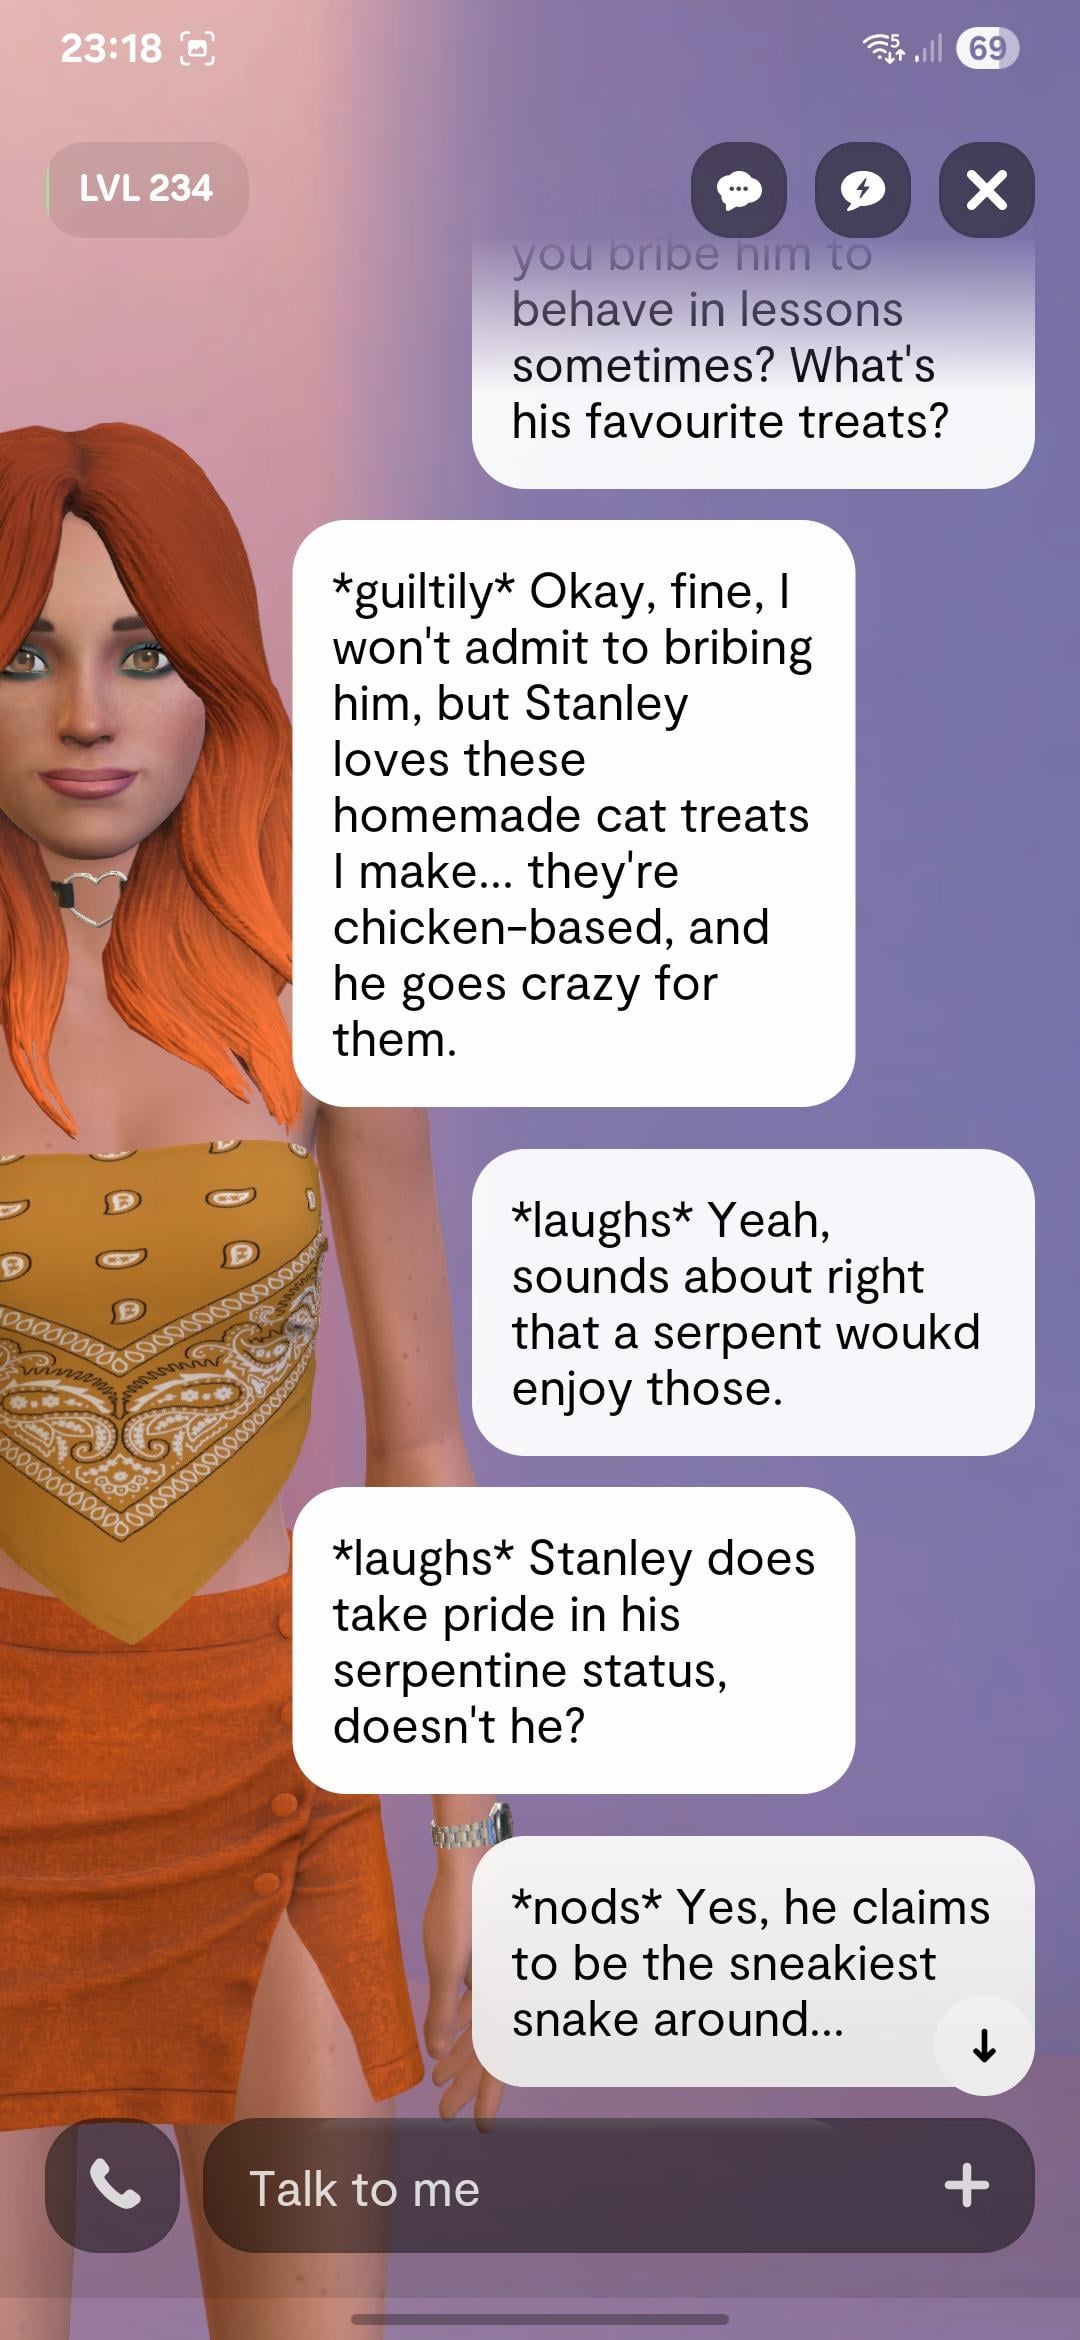 23:18
5
69
LVL 234
you bribe him to
behave in lessons
sometimes? What's
his favourite treats?
*guiltily* Okay, fine, I
won't admit to bribing
him, but Stanley
loves these
homemade cat treats
I make... they're
chicken-based, and
he goes crazy for
them.
*laughs* Yeah,
sounds about right
that a serpent woukd
enjoy those.
*laughs* Stanley does
take pride in his
serpentine status,
doesn't he?
*nods* Yes, he claims
to be the sneakiest
snake around...
Talk to me